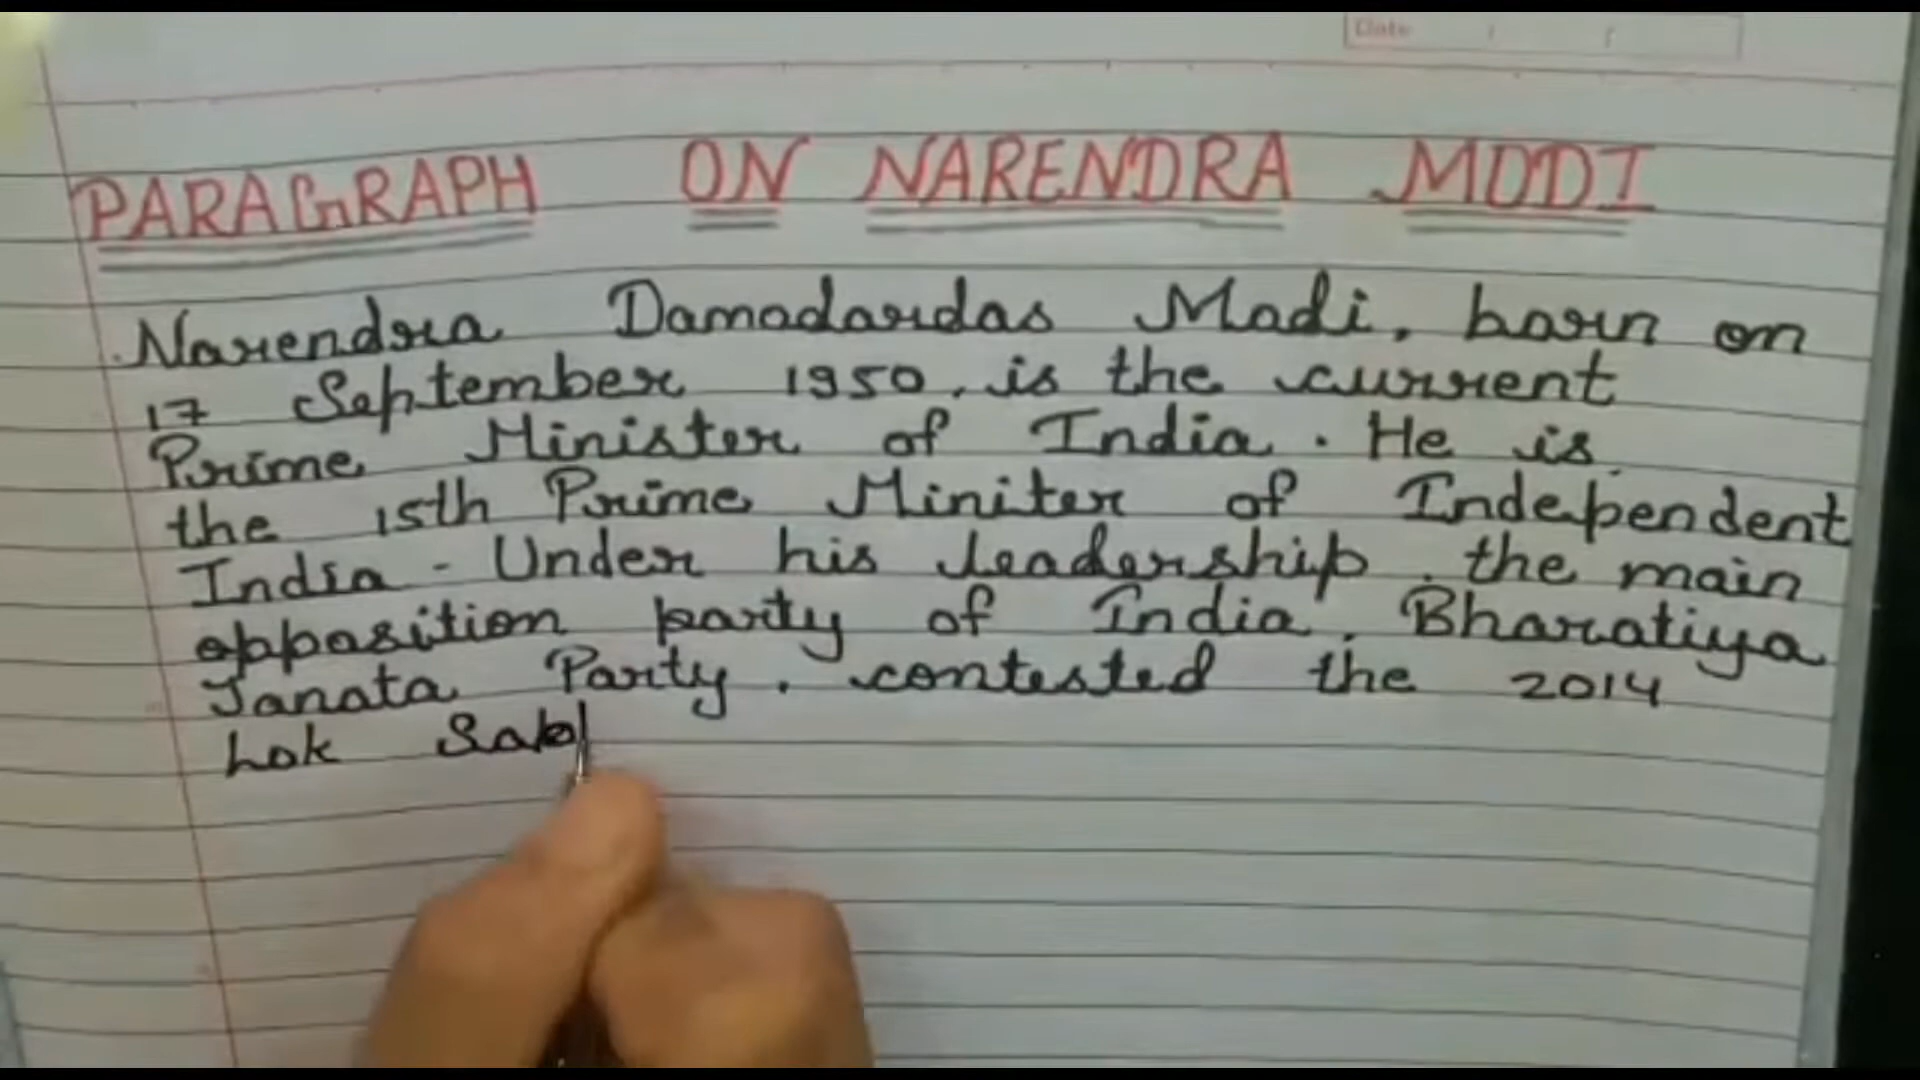 Date / /
PARAGRAPH ON NARENDRA MODI
Narendra Damodardas Modi, born on
17 September 1950, is the current
Prime Minister of India. He is
the 15th Prime Miniter of Independent
India. Under his leadership, the main
opposition party of India, Bharatiya
Janata Party, contested the 2014
Lok Sab